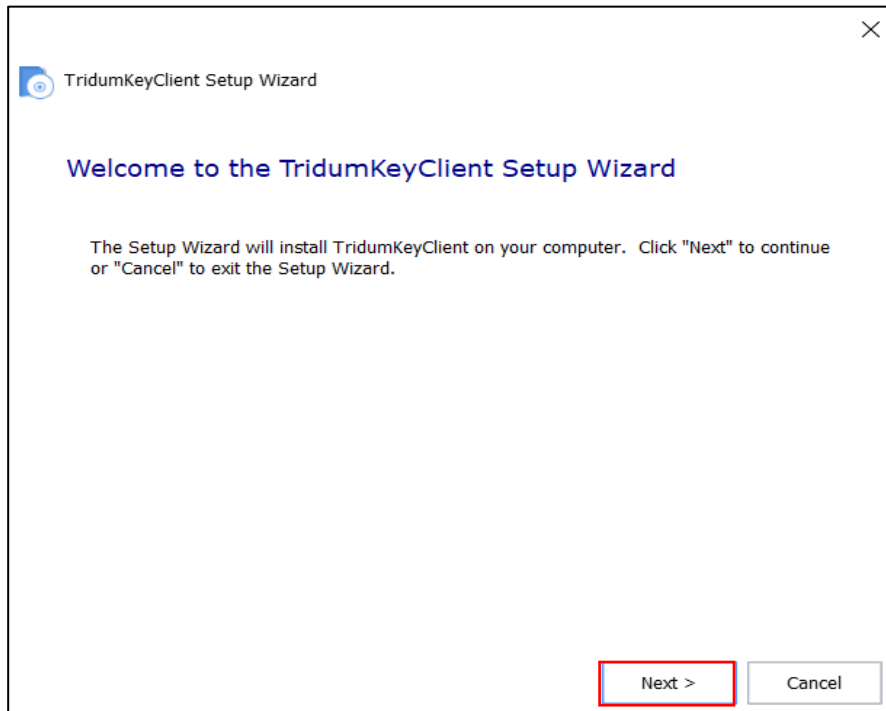 TridumKeyClient Setup Wizard
Welcome to the TridumKeyClient Setup Wizard
The Setup Wizard will install TridumKeyClient on your computer.  Click "Next" to continue
or "Cancel" to exit the Setup Wizard.
Next >
Cancel